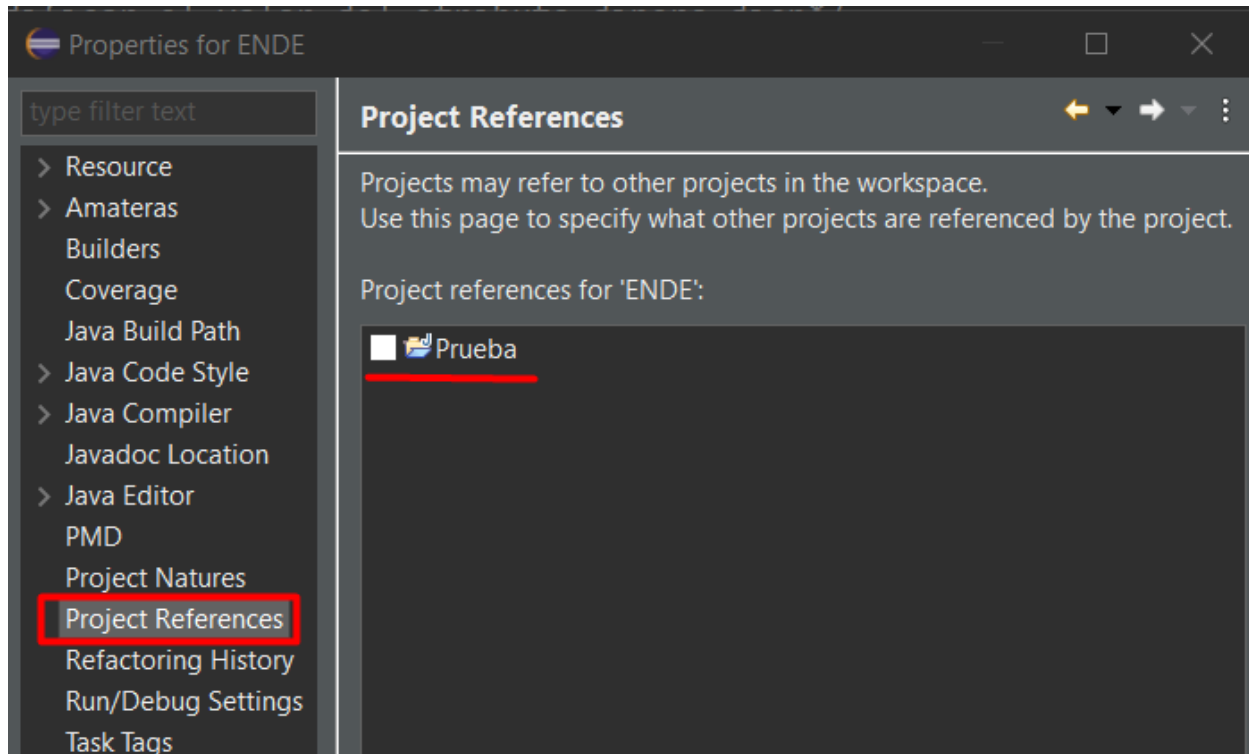 Properties for ENDE
type filter text
Resource
Amateras
Builders
Coverage
Java Build Path
Java Code Style
Java Compiler
Javadoc Location
Java Editor
PMD
Project Natures
Project References
Refactoring History
Run/Debug Settings
Task Tags
Project References
Projects may refer to other projects in the workspace.
Use this page to specify what other projects are referenced by the project.
Project references for 'ENDE':
Prueba